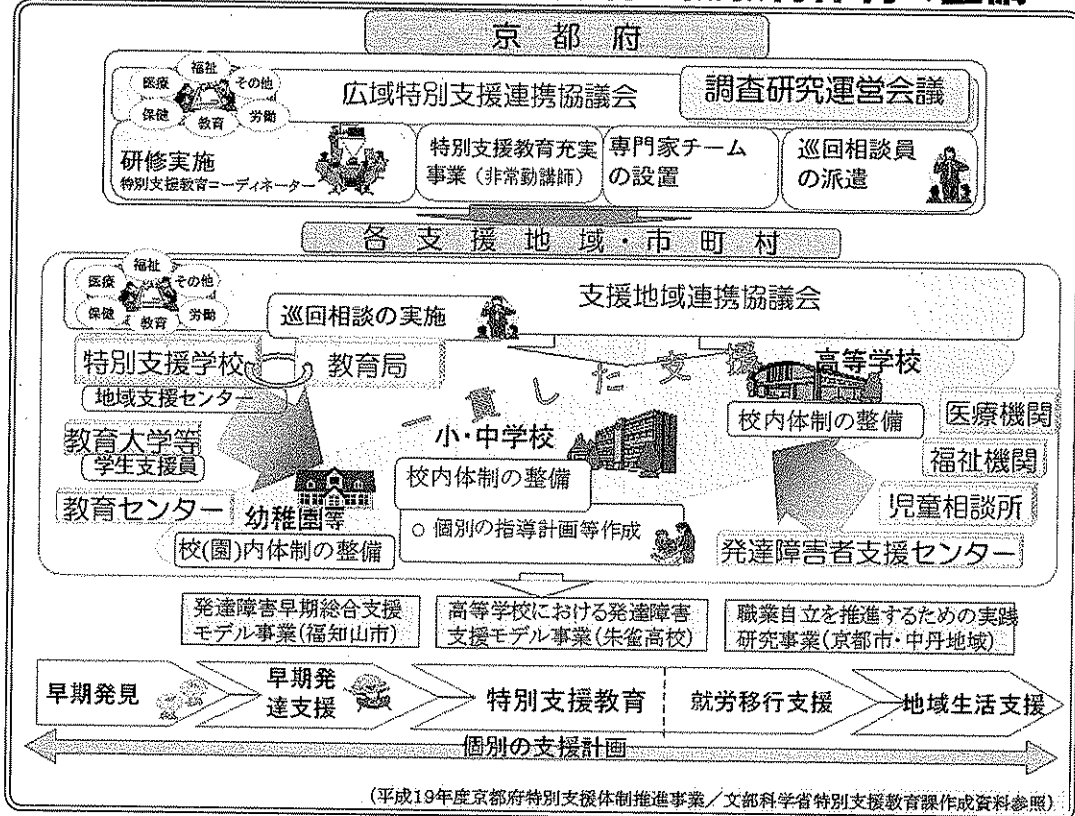 京都府
広域特別支援連携協議会
調査研究運営会議
福祉
医療
その他
保健
教育
労働
研修実施
特別支援教育コーディネーター
特別支援教育充実
事業(非常勤講師)
専門家チーム
の設置
巡回相談員
の派遣
各支援地域・市町村
福祉
医療
その他
保健
教育
労働
支援地域連携協議会
巡回相談の実施
特別支援学校
教育局
地域支援センター
一貫した支援
高等学校
校内体制の整備
教育大学等
学生支援員
小・中学校
校内体制の整備
○ 個別の指導計画等作成
医療機関
福祉機関
児童相談所
発達障害者支援センター
教育センター
幼稚園等
校(園)内体制の整備
発達障害早期総合支援
モデル事業(福知山市)
高等学校における発達障害
支援モデル事業(朱雀高校)
職業自立を推進するための実践
研究事業(京都市・中丹地域)
早期発見
早期発
達支援
特別支援教育
就労移行支援
地域生活支援
個別の支援計画
(平成19年度京都府特別支援体制推進事業/文部科学省特別支援教育課作成資料参照)